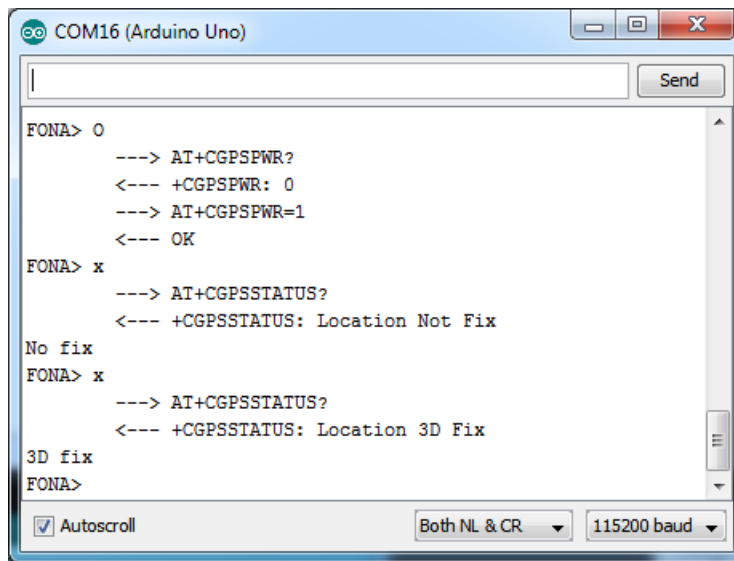 COM16 (Arduino Uno)
Send
FONA> O
---> AT+CGPSPWR?
<--- +CGPSPWR: 0
---> AT+CGPSPWR=1
<--- OK
FONA> x
---> AT+CGPSSTATUS?
<--- +CGPSSTATUS: Location Not Fix
No fix
FONA> x
---> AT+CGPSSTATUS?
<--- +CGPSSTATUS: Location 3D Fix
3D fix
FONA>
Autoscroll
Both NL & CR
115200 baud